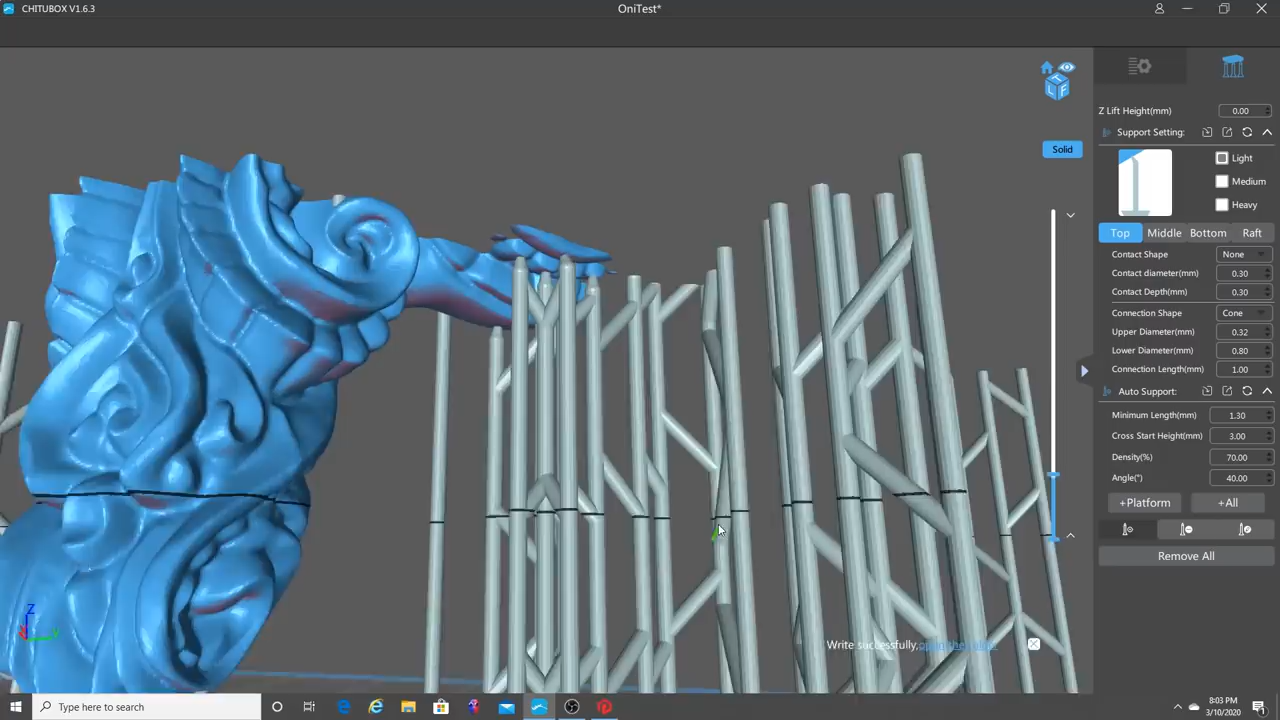 CHITUBOX V1.6.3
OniTest*
Z Lift Height(mm) 0.00
Support Setting:
Solid
Light
Medium
Heavy
Top Middle Bottom Raft
Contact Shape None
Contact diameter(mm) 0.30
Contact Depth(mm) 0.30
Connection Shape Cone
Upper Diameter(mm) 0.32
Lower Diameter(mm) 0.80
Connection Length(mm) 1.00
Auto Support:
Minimum Length(mm) 1.30
Cross Start Height(mm) 3.00
Density(%) 70.00
Angle(°) 40.00
+Platform +All
Remove All
Z
Write successfully,
Type here to search
8:03 PM
3/10/2020